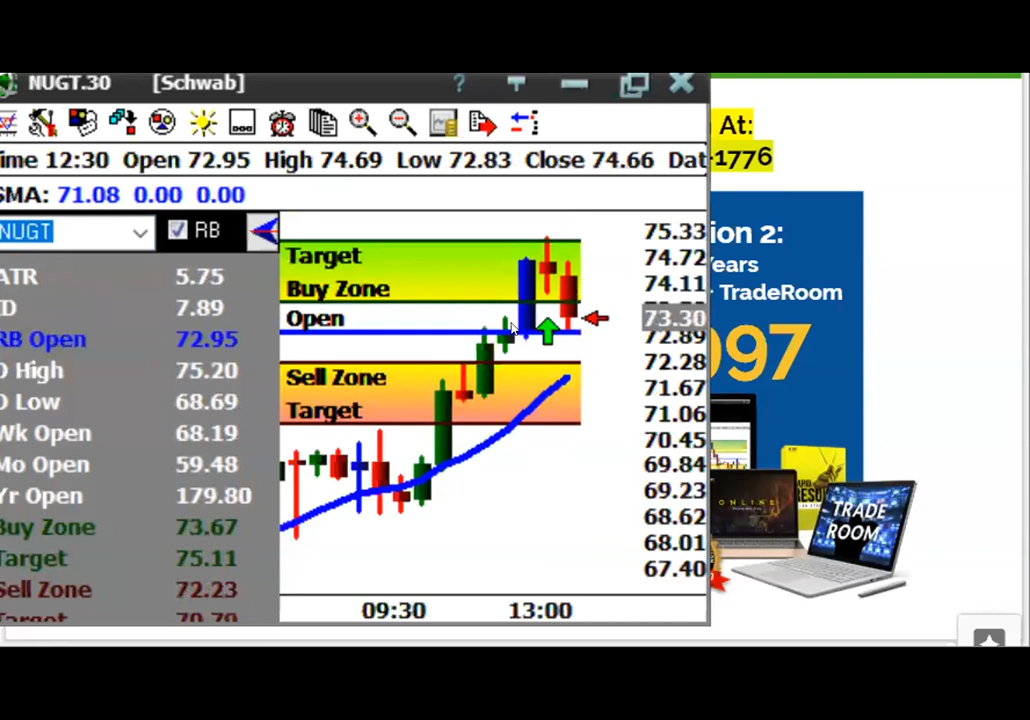 NUGT.30 [Schwab] ?
ime 12:30 Open 72.95 High 74.69 Low 72.83 Close 74.66 Dat
SMA: 71.08 0.00 0.00
NUGT RB
ATR 5.75
D 7.89
RB Open 72.95
D High 75.20
D Low 68.69
Wk Open 68.19
Mo Open 59.48
Yr Open 179.80
Buy Zone 73.67
Target 75.11
Sell Zone 72.23
Target 70.79
Target
Buy Zone
Open
Sell Zone
Target
75.33
74.72
74.11
73.30
72.89
72.28
71.67
71.06
70.45
69.84
69.23
68.62
68.01
67.40
09:30 13:00
At:
-1776
ion 2:
Years
TradeRoom
097
ONLINE
TRADE
ROOM